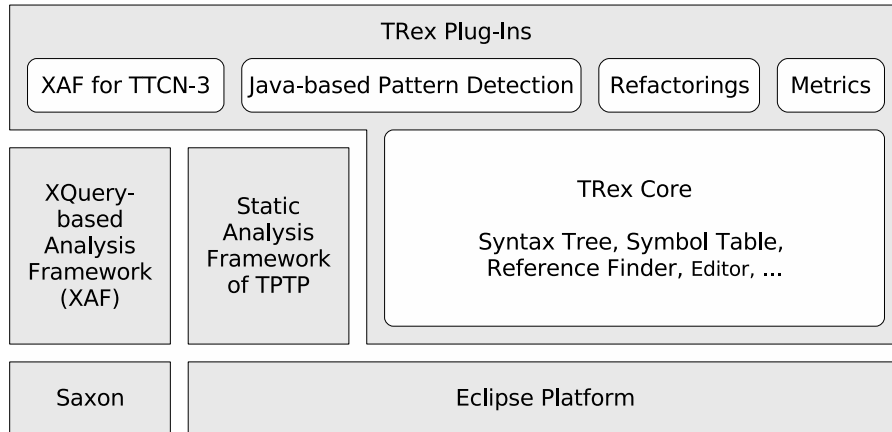 TRex Plug-Ins
XAF for TTCN-3
Java-based Pattern Detection
Refactorings
Metrics
XQuery-
based
Analysis
Framework
(XAF)
Static
Analysis
Framework
of TPTP
TRex Core
Syntax Tree, Symbol Table,
Reference Finder, Editor, ...
Saxon
Eclipse Platform